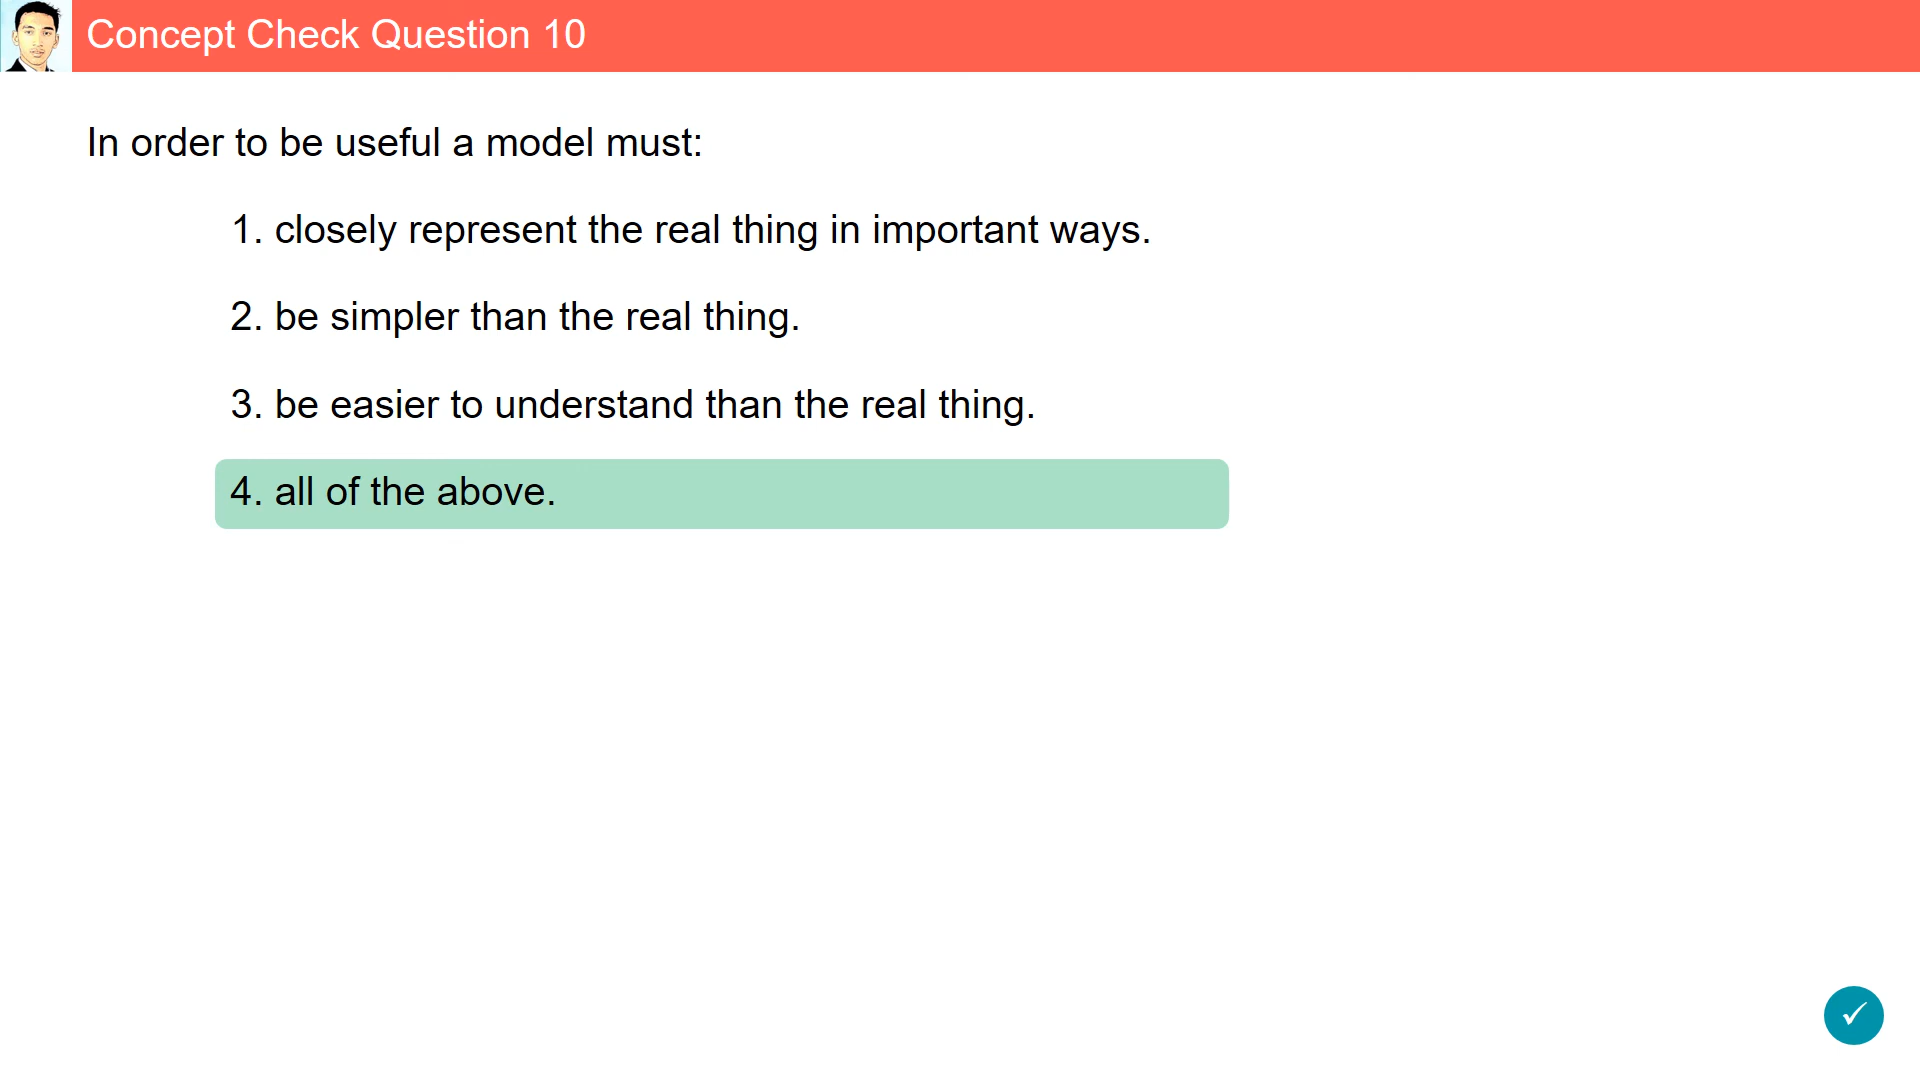 Concept Check Question 10
In order to be useful a model must:
1. closely represent the real thing in important ways.
2. be simpler than the real thing.
3. be easier to understand than the real thing.
4. all of the above.